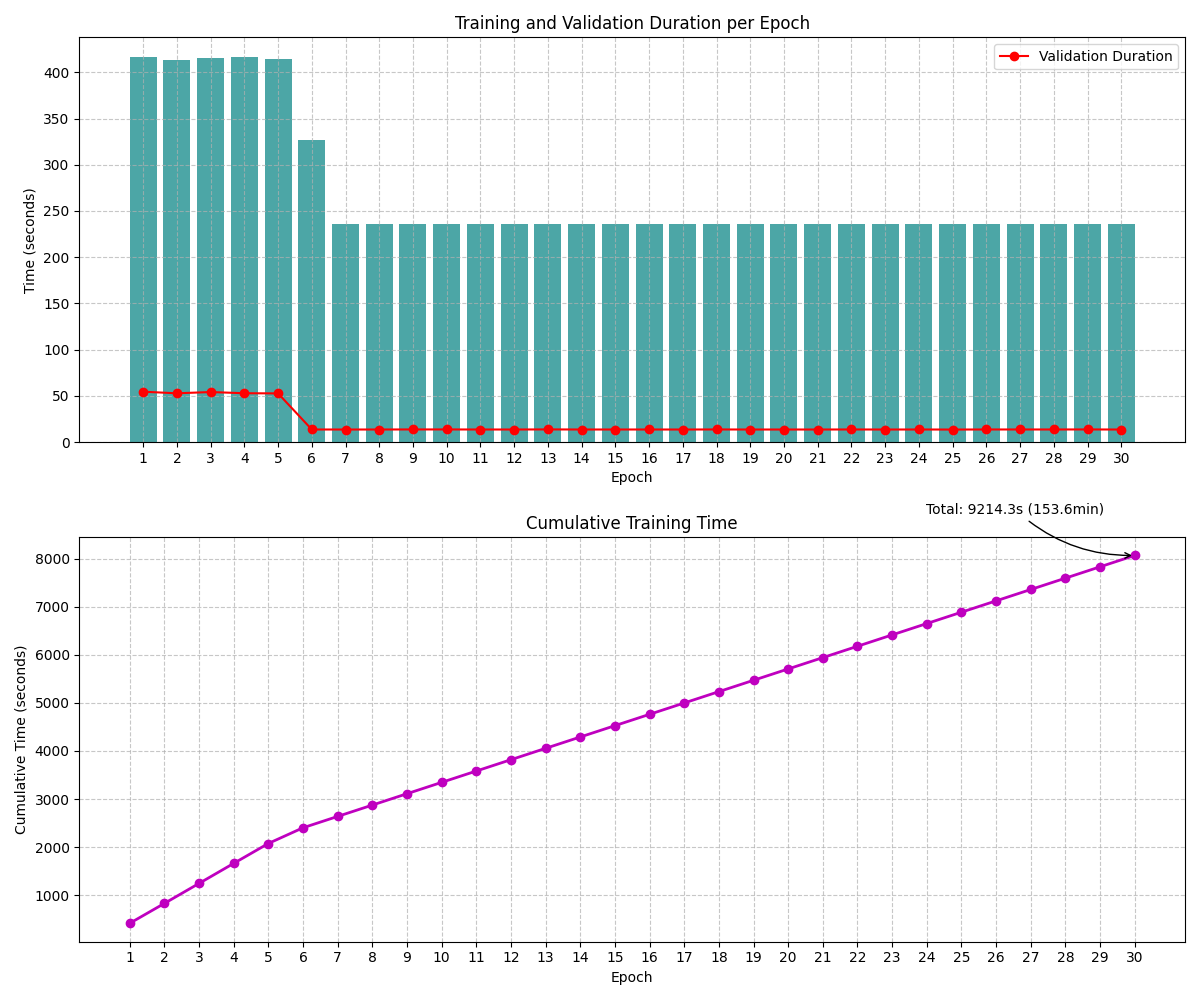 Training and Validation Duration per Epoch
Validation Duration
Time (seconds)
400
350
300
250
200
150
100
50
0
1 2 3 4 5 6 7 8 9 10 11 12 13 14 15 16 17 18 19 20 21 22 23 24 25 26 27 28 29 30
Epoch
Total: 9214.3s (153.6min)
Cumulative Training Time
Cumulative Time (seconds)
8000
7000
6000
5000
4000
3000
2000
1000
1 2 3 4 5 6 7 8 9 10 11 12 13 14 15 16 17 18 19 20 21 22 23 24 25 26 27 28 29 30
Epoch